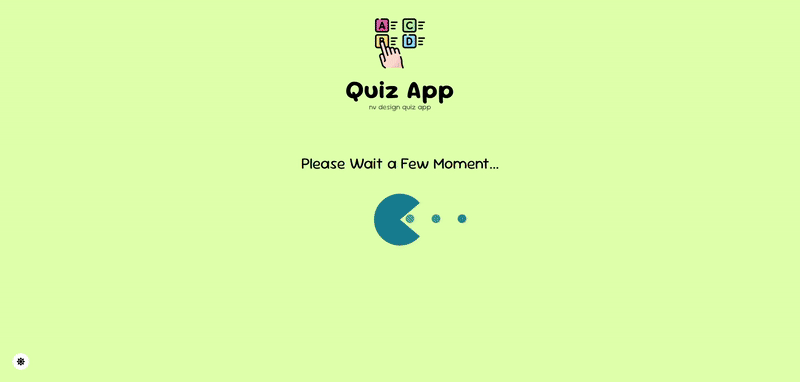 A C
B D
Quiz App
nv design quiz app
Please Wait a Few Moment...